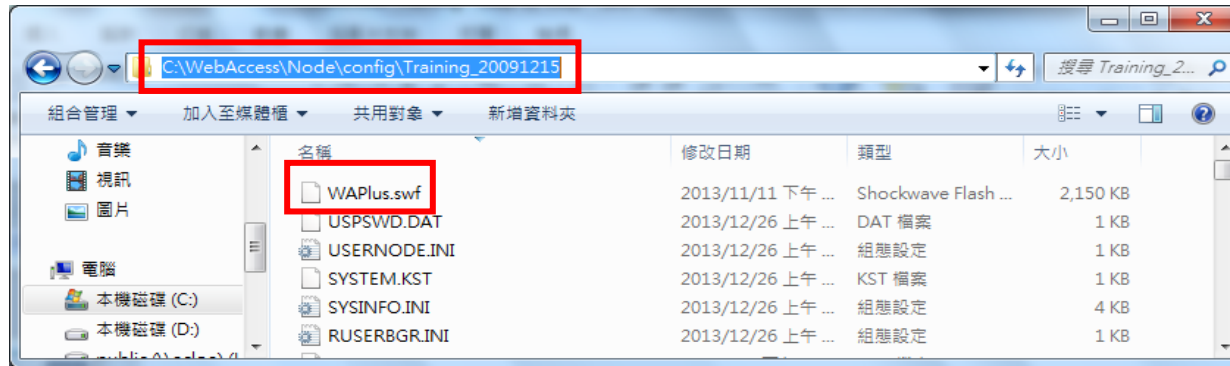 C:\WebAccess\Node\config\Training_20091215
搜尋 Training_2...
組合管理 加入至媒體櫃 共用對象 新增資料夾
音樂
視訊
圖片
電腦
本機磁碟 (C:)
本機磁碟 (D:)
名稱 修改日期 類型 大小
WAPlus.swf 2013/11/11 下午 ... Shockwave Flash ... 2,150 KB
USPSWD.DAT 2013/12/26 上午 ... DAT 檔案 1 KB
USERNODE.INI 2013/12/26 上午 ... 組態設定 1 KB
SYSTEM.KST 2013/12/26 上午 ... KST 檔案 1 KB
SYSINFO.INI 2013/12/26 上午 ... 組態設定 4 KB
RUSERBGR.INI 2013/12/26 上午 ... 組態設定 1 KB